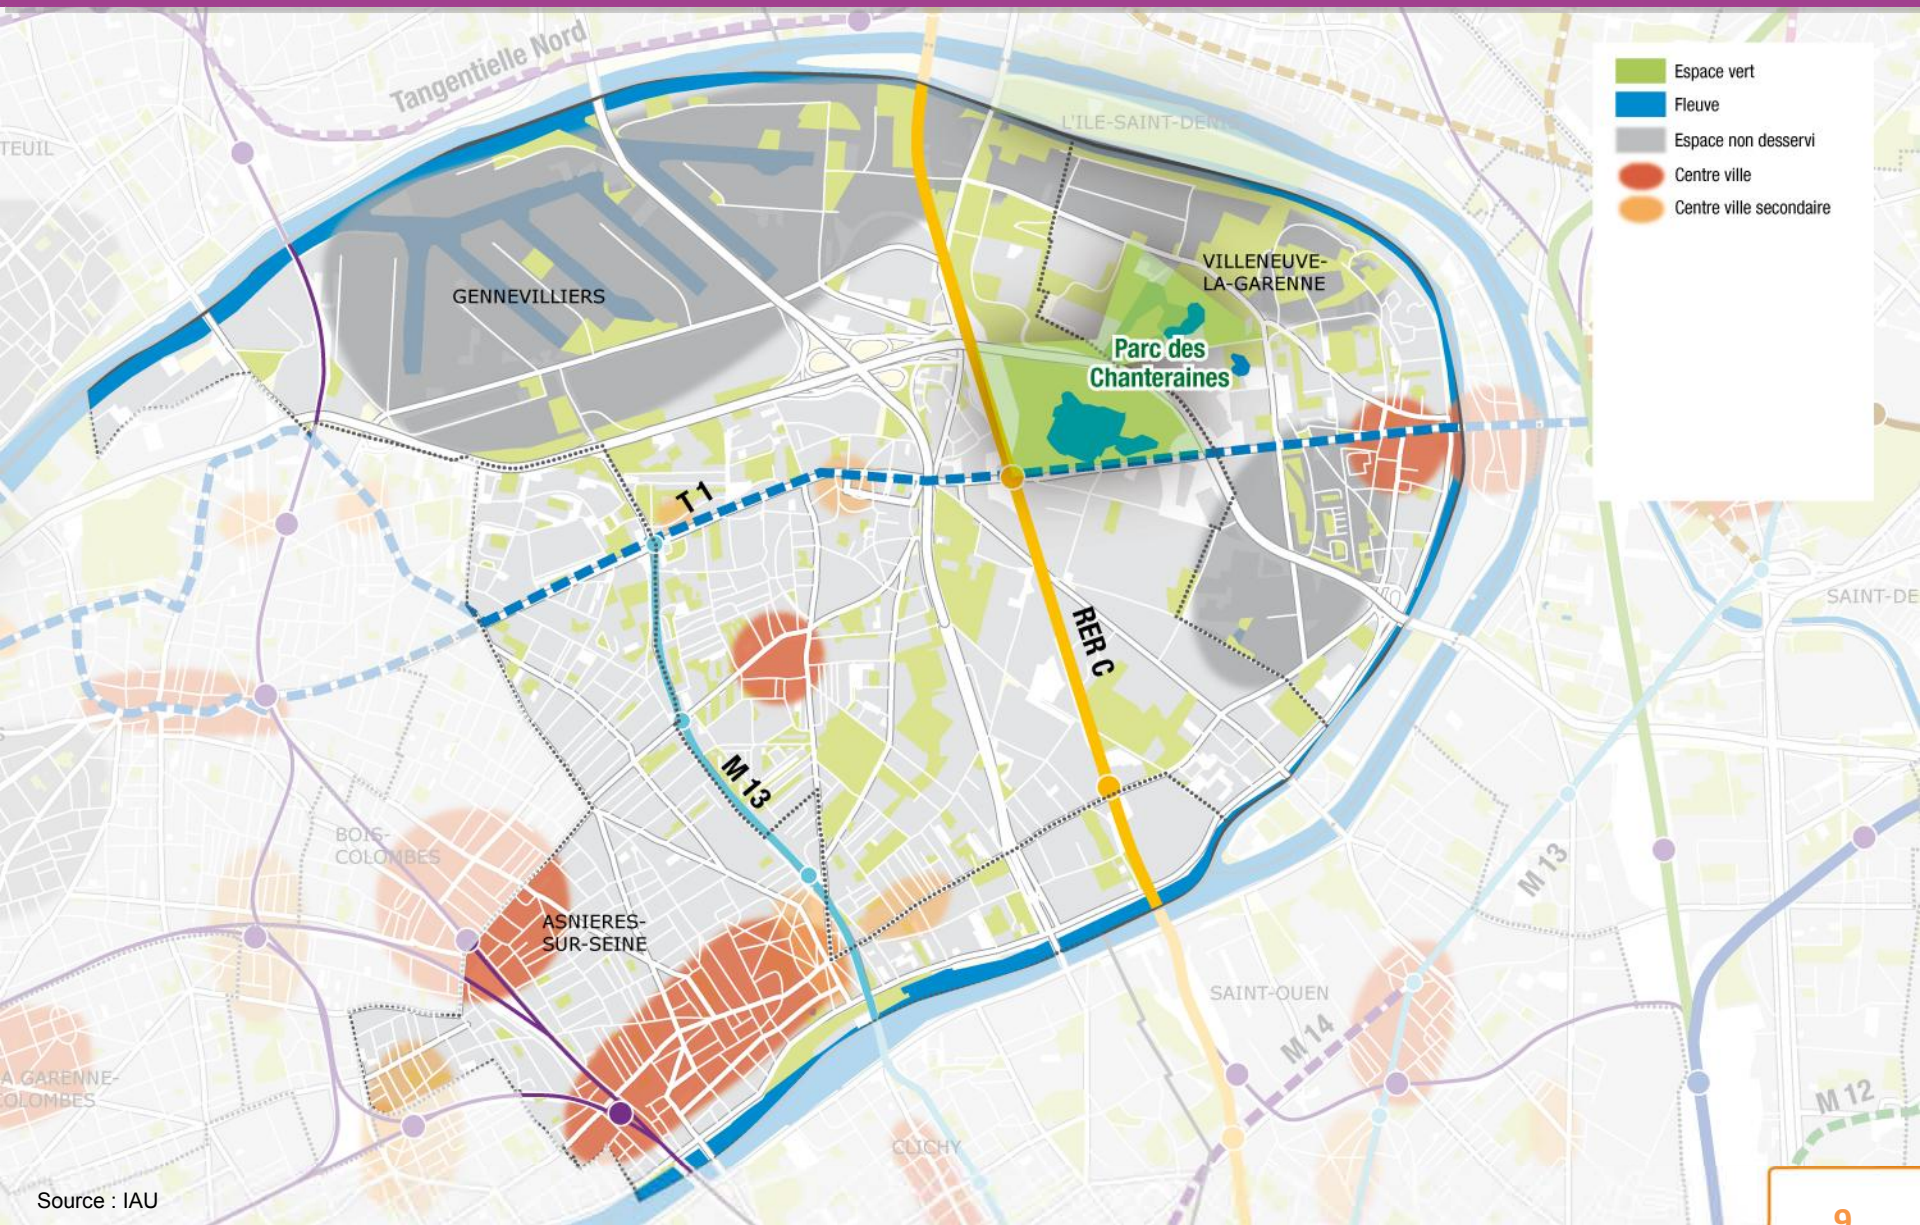 Tangentielle Nord
Espace vert
Fleuve
Espace non desservi
Centre ville
Centre ville secondaire
TEUIL
L'ILE-SAINT-DENIS
GENNEVILLIERS
VILLENEUVE-
LA-GARENNE
Parc des
Chanteraines
T 1
RER C
SAINT-DE
M 13
BOIS-
COLOMBES
M 13
ASNIERES-
SUR-SEINE
SAINT-OUEN
M 14
A GARENNE-
COLOMBES
M 12
CLICHY
Source : IAU
9